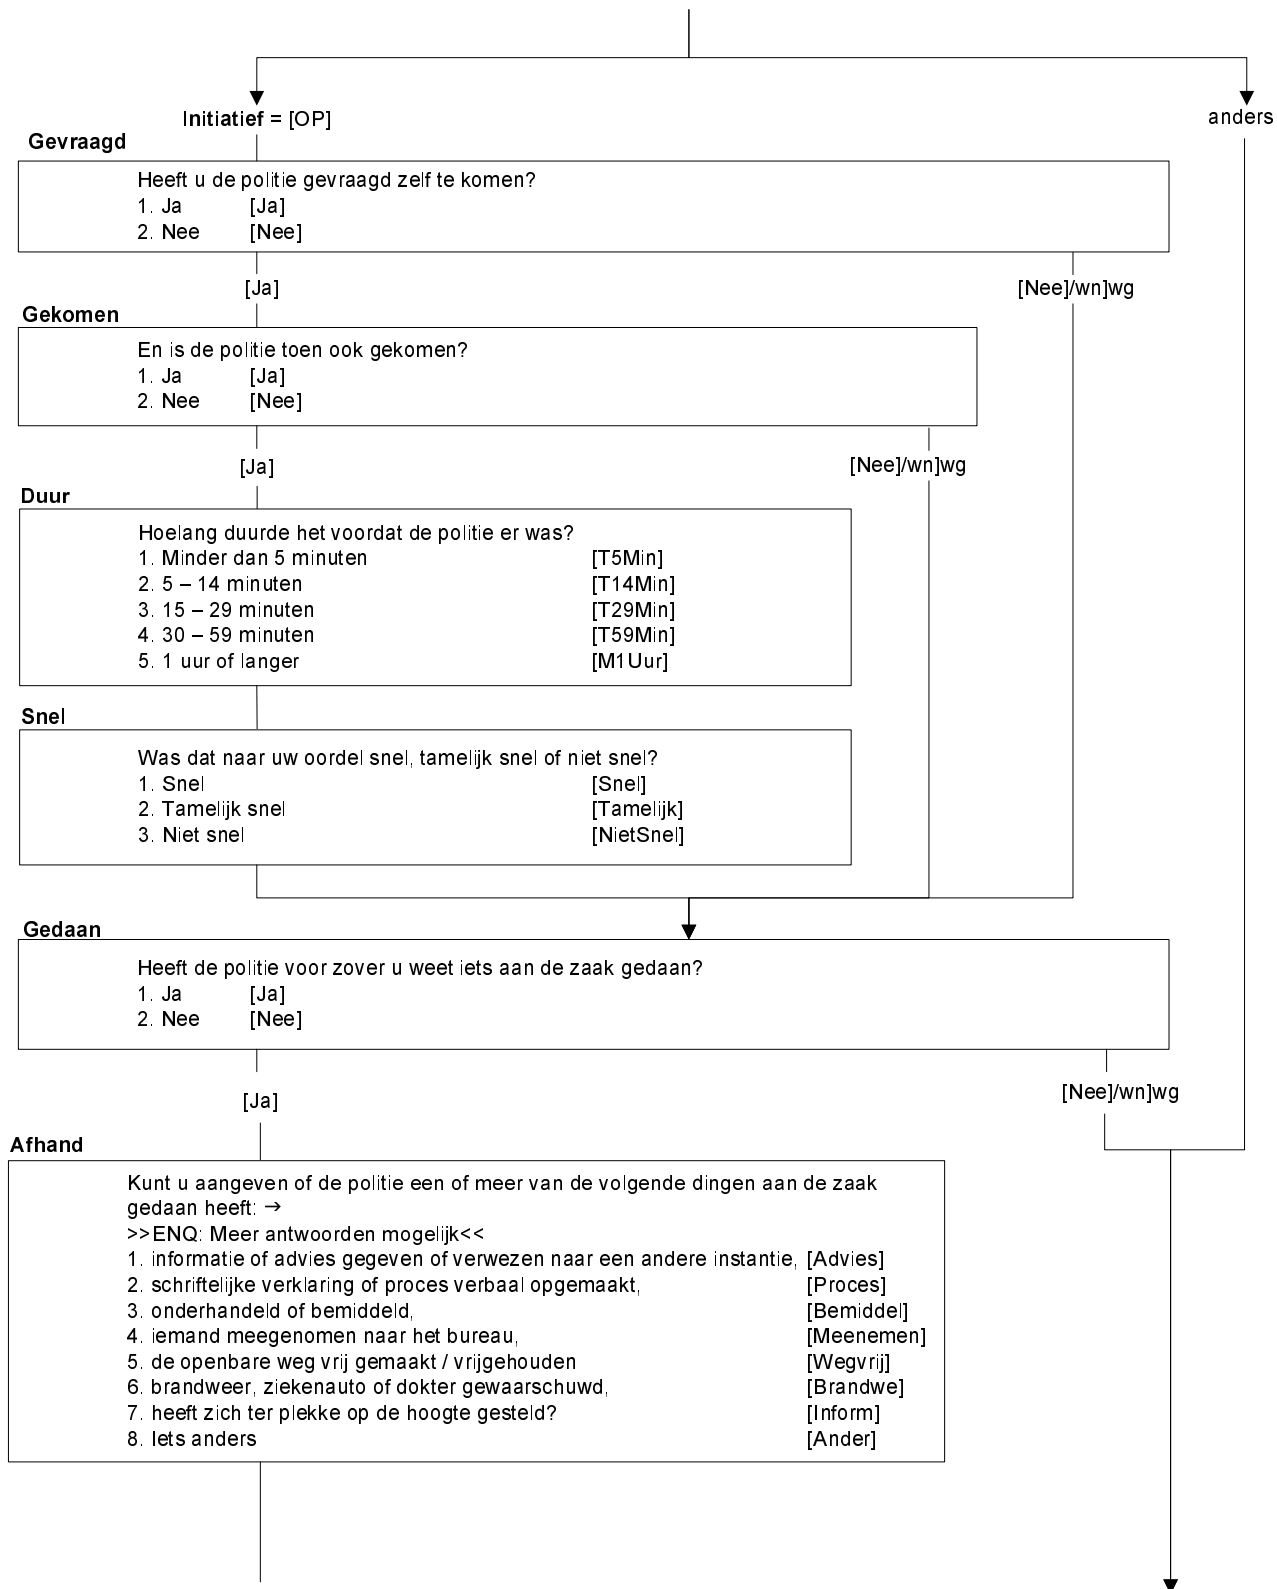 Initiatief = [OP]
anders
Gevraagd
Heeft u de politie gevraagd zelf te komen?
1. Ja [Ja]
2. Nee [Nee]
[Ja]
[Nee]/wn]wg
Gekomen
En is de politie toen ook gekomen?
1. Ja [Ja]
2. Nee [Nee]
[Ja]
[Nee]/wn]wg
Duur
Hoelang duurde het voordat de politie er was?
1. Minder dan 5 minuten [T5Min]
2. 5 – 14 minuten [T14Min]
3. 15 – 29 minuten [T29Min]
4. 30 – 59 minuten [T59Min]
5. 1 uur of langer [M1Uur]
Snel
Was dat naar uw oordel snel, tamelijk snel of niet snel?
1. Snel [Snel]
2. Tamelijk snel [Tamelijk]
3. Niet snel [NietSnel]
Gedaan
Heeft de politie voor zover u weet iets aan de zaak gedaan?
1. Ja [Ja]
2. Nee [Nee]
[Ja]
[Nee]/wn]wg
Afhand
Kunt u aangeven of de politie een of meer van de volgende dingen aan de zaak
gedaan heeft: →
>>ENQ: Meer antwoorden mogelijk<<
1. informatie of advies gegeven of verwezen naar een andere instantie, [Advies]
2. schriftelijke verklaring of proces verbaal opgemaakt, [Proces]
3. onderhandeld of bemiddeld, [Bemiddel]
4. iemand meegenomen naar het bureau, [Meenemen]
5. de openbare weg vrij gemaakt / vrijgehouden [Wegvrij]
6. brandweer, ziekenauto of dokter gewaarschuwd, [Brandwe]
7. heeft zich ter plekke op de hoogte gesteld? [Inform]
8. Iets anders [Ander]